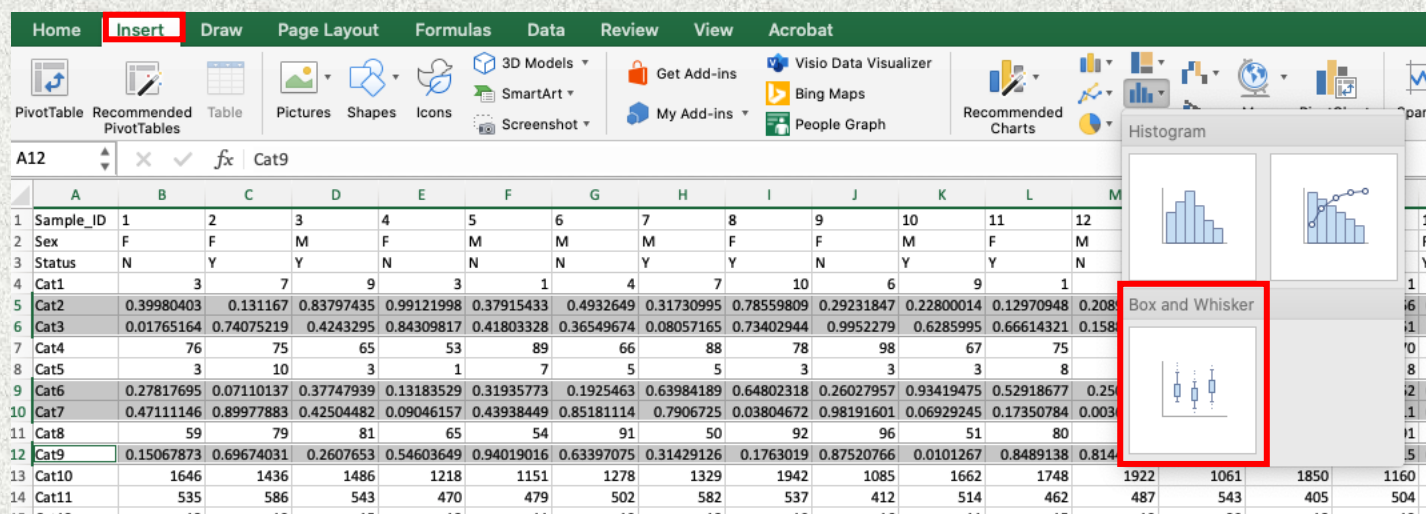 Home Insert Draw Page Layout Formulas Data Review View Acrobat
PivotTable Recommended PivotTables Table Pictures Shapes Icons 3D Models SmartArt Screenshot Get Add-ins My Add-ins Visio Data Visualizer Bing Maps People Graph Recommended Charts
Histogram
Box and Whisker
A12 fx Cat9
A B C D E F G H I J K L M
1 Sample_ID 1 2 3 4 5 6 7 8 9 10 11 12
2 Sex F F M F M M M F F M F M
3 Status N Y Y N N N Y Y N Y Y N
4 Cat1 3 7 9 3 1 4 7 10 6 9 1
5 Cat2 0.39980403 0.131167 0.83797435 0.99121998 0.37915433 0.4932649 0.31730995 0.78559809 0.29231847 0.22800014 0.12970948
6 Cat3 0.01765164 0.74075219 0.4243295 0.84309817 0.41803328 0.36549674 0.08057165 0.73402944 0.9952279 0.6285995 0.66614321
7 Cat4 76 75 65 53 89 66 88 78 98 67 75
8 Cat5 3 10 3 1 7 5 5 3 3 3 8
9 Cat6 0.27817695 0.07110137 0.37747939 0.13183529 0.31935773 0.1925463 0.63984189 0.64802318 0.26027957 0.93419475 0.52918677
10 Cat7 0.47111146 0.89977883 0.42504482 0.09046157 0.43938449 0.85181114 0.7906725 0.03804672 0.98191601 0.06929245 0.17350784
11 Cat8 59 79 81 65 54 91 50 92 96 51 80
12 Cat9 0.15067873 0.69674031 0.2607653 0.54603649 0.94019016 0.63397075 0.31429126 0.1763019 0.87520766 0.0101267 0.8489138
13 Cat10 1646 1436 1486 1218 1151 1278 1329 1942 1085 1662 1748 1922 1061 1850 1160
14 Cat11 535 586 543 470 479 502 582 537 412 514 462 487 543 405 504